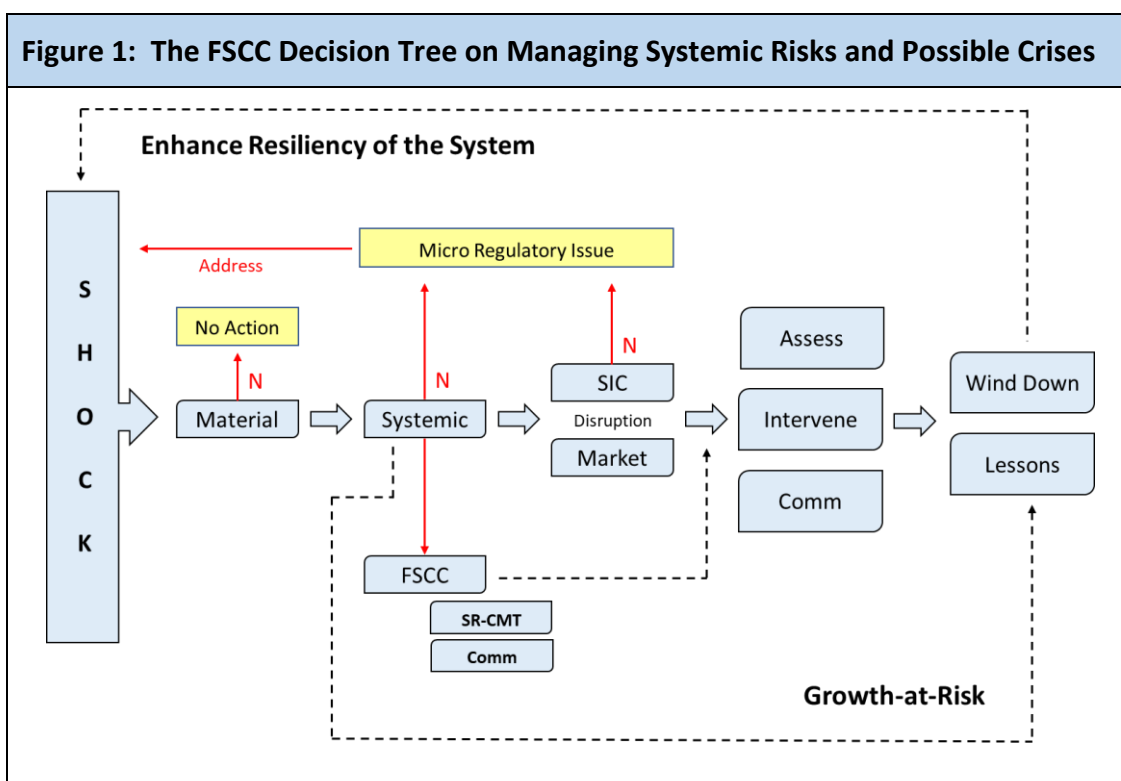 Figure 1:  The FSCC Decision Tree on Managing Systemic Risks and Possible Crises
Enhance Resiliency of the System
S
H
O
C
K
Micro Regulatory Issue
Address
No Action
N
N
N
Material
Systemic
SIC
Disruption
Market
Assess
Intervene
Comm
Wind Down
Lessons
FSCC
SR-CMT
Comm
Growth-at-Risk